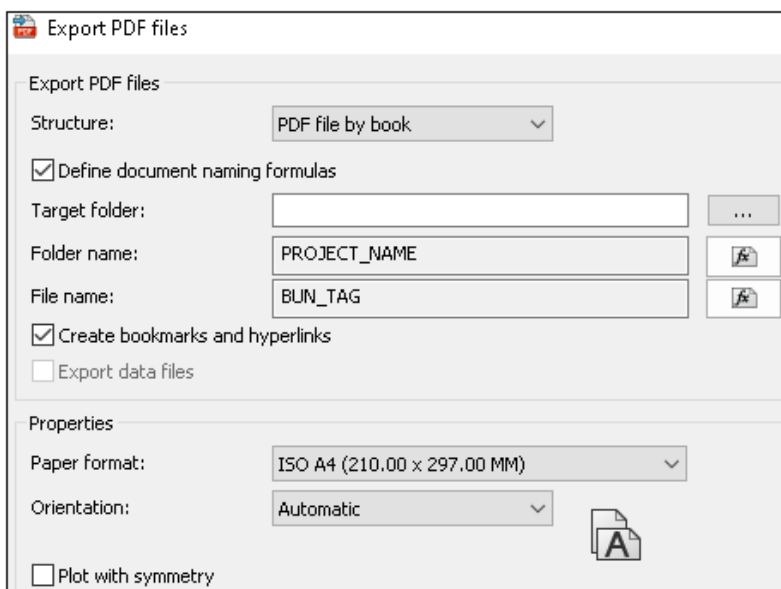 Export PDF files
Export PDF files
Structure: PDF file by book
Define document naming formulas
Target folder: ...
Folder name: PROJECT_NAME
File name: BUN_TAG
Create bookmarks and hyperlinks
Export data files
Properties
Paper format: ISO A4 (210.00 x 297.00 MM)
Orientation: Automatic
Plot with symmetry